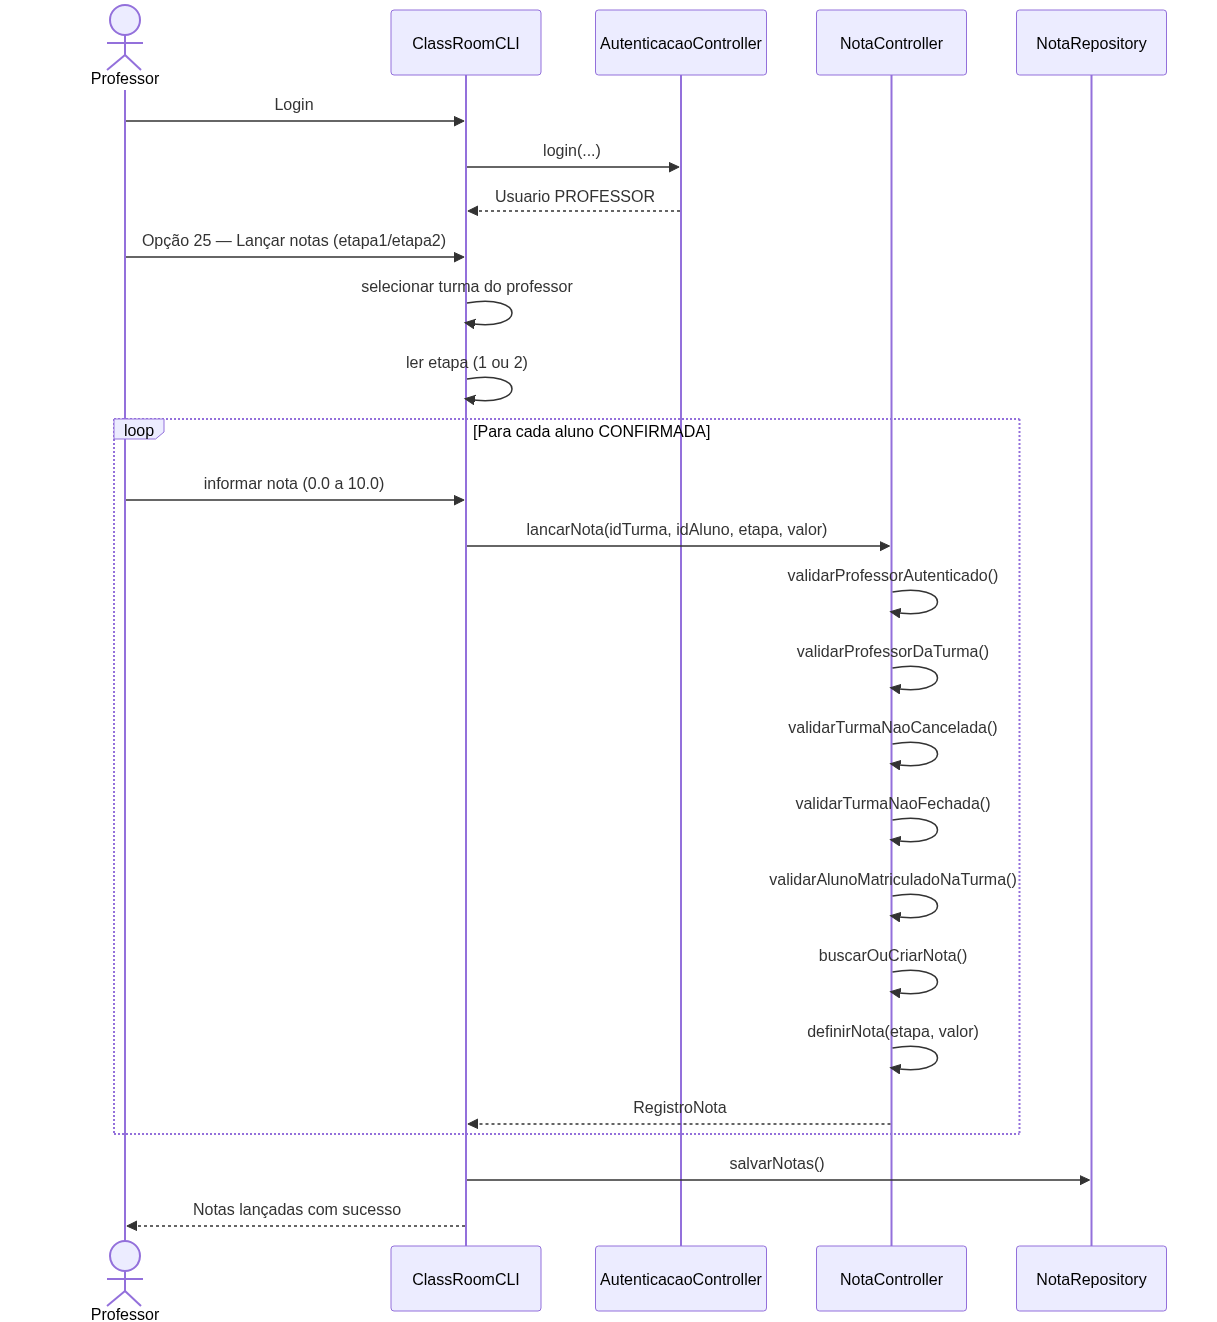 Professor
ClassRoomCLI
AutenticacaoController
NotaController
NotaRepository
Login
login(...)
Usuario PROFESSOR
Opção 25 — Lançar notas (etapa1/etapa2)
selecionar turma do professor
ler etapa (1 ou 2)
loop
[Para cada aluno CONFIRMADA]
informar nota (0.0 a 10.0)
lancarNota(idTurma, idAluno, etapa, valor)
validarProfessorAutenticado()
validarProfessorDaTurma()
validarTurmaNaoCancelada()
validarTurmaNaoFechada()
validarAlunoMatriculadoNaTurma()
buscarOuCriarNota()
definirNota(etapa, valor)
RegistroNota
salvarNotas()
Notas lançadas com sucesso
Professor
ClassRoomCLI
AutenticacaoController
NotaController
NotaRepository